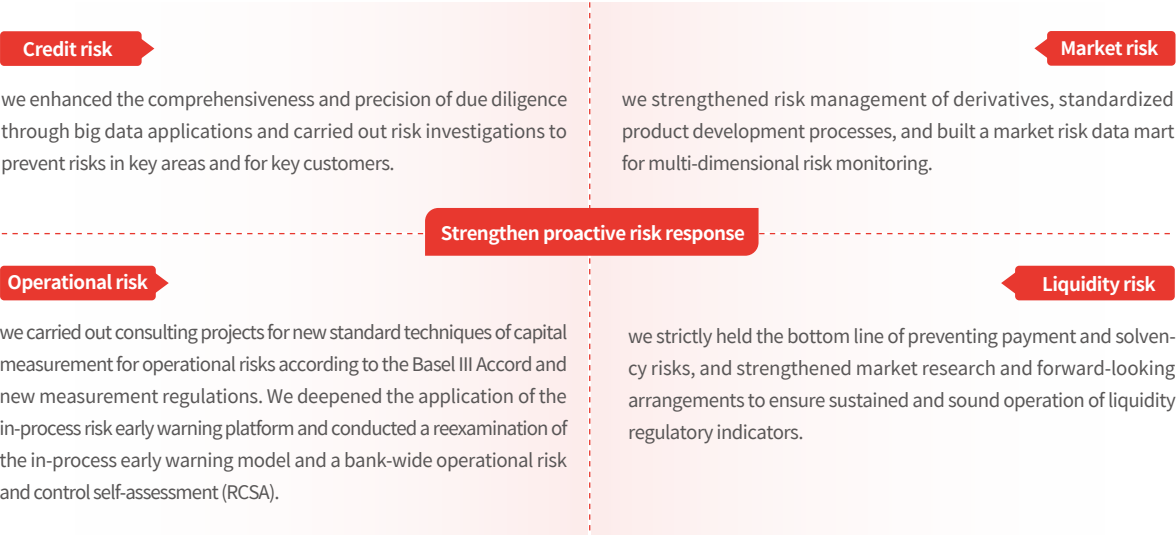 Credit risk
we enhanced the comprehensiveness and precision of due diligence
through big data applications and carried out risk investigations to
prevent risks in key areas and for key customers.
Market risk
we strengthened risk management of derivatives, standardized
product development processes, and built a market risk data mart
for multi-dimensional risk monitoring.
Strengthen proactive risk response
Operational risk
we carried out consulting projects for new standard techniques of capital
measurement for operational risks according to the Basel III Accord and
new measurement regulations. We deepened the application of the
in-process risk early warning platform and conducted a reexamination of
the in-process early warning model and a bank-wide operational risk
and control self-assessment (RCSA).
Liquidity risk
we strictly held the bottom line of preventing payment and solven-
cy risks, and strengthened market research and forward-looking
arrangements to ensure sustained and sound operation of liquidity
regulatory indicators.